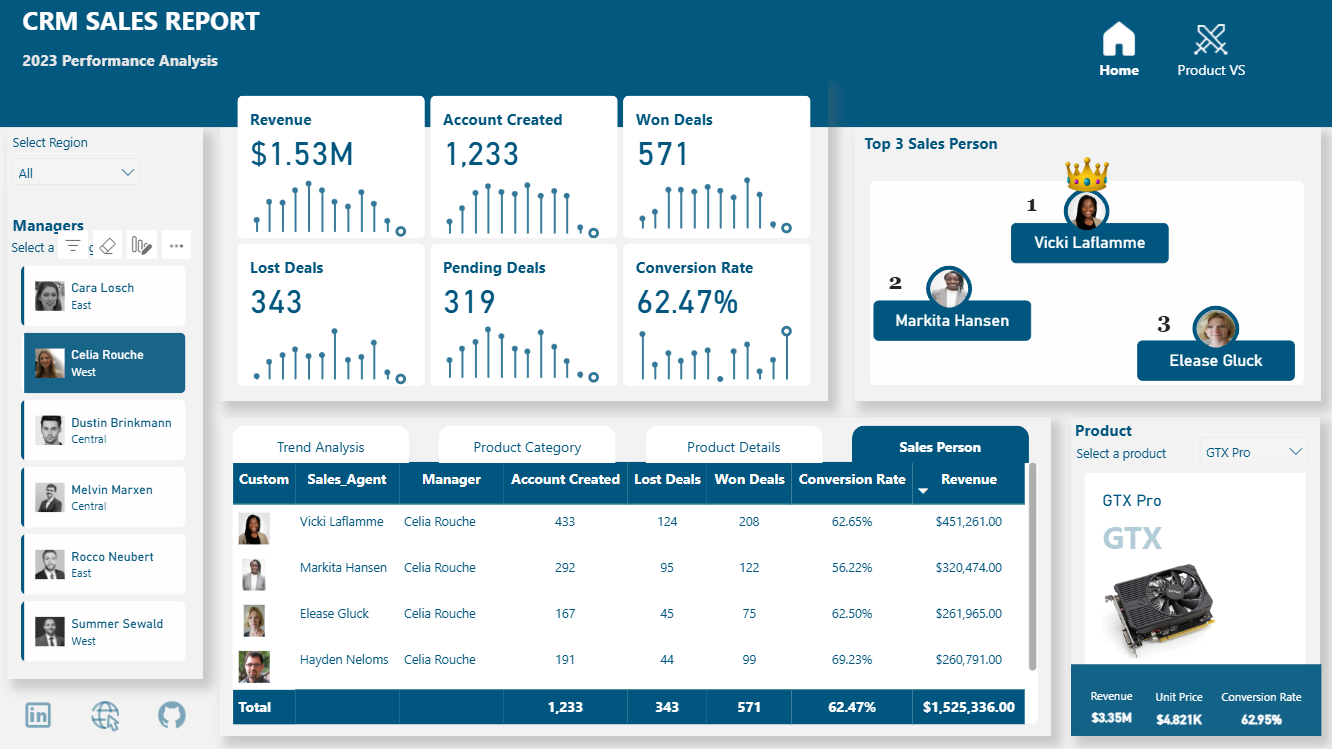 CRM SALES REPORT
2023 Performance Analysis
Home
Product VS
Select Region
All
Managers
Select a
Cara Losch
East
Celia Rouche
West
Dustin Brinkmann
Central
Melvin Marxen
Central
Rocco Neubert
East
Summer Sewald
West
Revenue
$1.53M
Account Created
1,233
Won Deals
571
Lost Deals
343
Pending Deals
319
Conversion Rate
62.47%
Top 3 Sales Person
1
Vicki Laflamme
2
Markita Hansen
3
Elease Gluck
Trend Analysis
Product Category
Product Details
Sales Person
Custom Sales_Agent Manager Account Created Lost Deals Won Deals Conversion Rate Revenue
Vicki Laflamme Celia Rouche 433 124 208 62.65% $451,261.00
Markita Hansen Celia Rouche 292 95 122 56.22% $320,474.00
Elease Gluck Celia Rouche 167 45 75 62.50% $261,965.00
Hayden Neloms Celia Rouche 191 44 99 69.23% $260,791.00
Total 1,233 343 571 62.47% $1,525,336.00
Product
Select a product
GTX Pro
GTX Pro
GTX
Revenue
$3.35M
Unit Price
$4.821K
Conversion Rate
62.95%
in